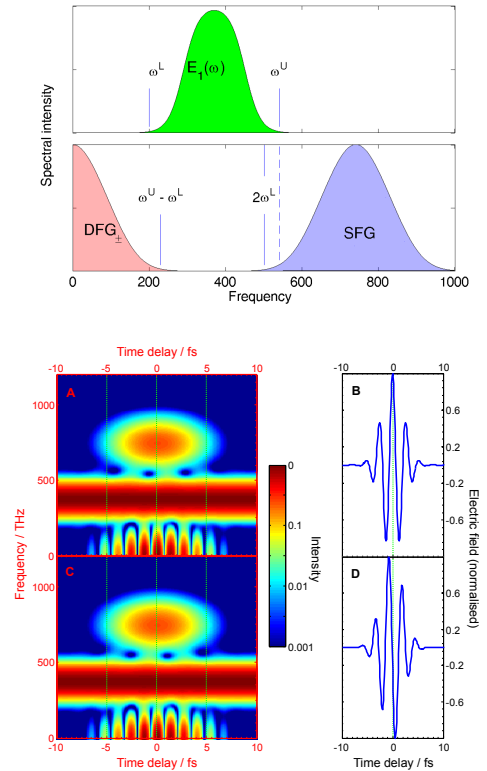 Spectral intensity
ω^L
E₁(ω)
ω^U
DFG±
ω^U - ω^L
2ω^L
SFG
0 200 400 600 800 1000
Frequency
Time delay / fs
-10 -5 0 5 10
A
1000
500
0
Frequency / THz
C
1000
750
500
0
-10 -5 0 5 10
Time delay / fs
0
0.1
0.01
0.001
Intensity
-10 0 10
B
0.6
0.2
-0.2
-0.6
Electric field (normalised)
D
0.6
0.2
-0.2
-0.6
-10 0 10
Time delay / fs